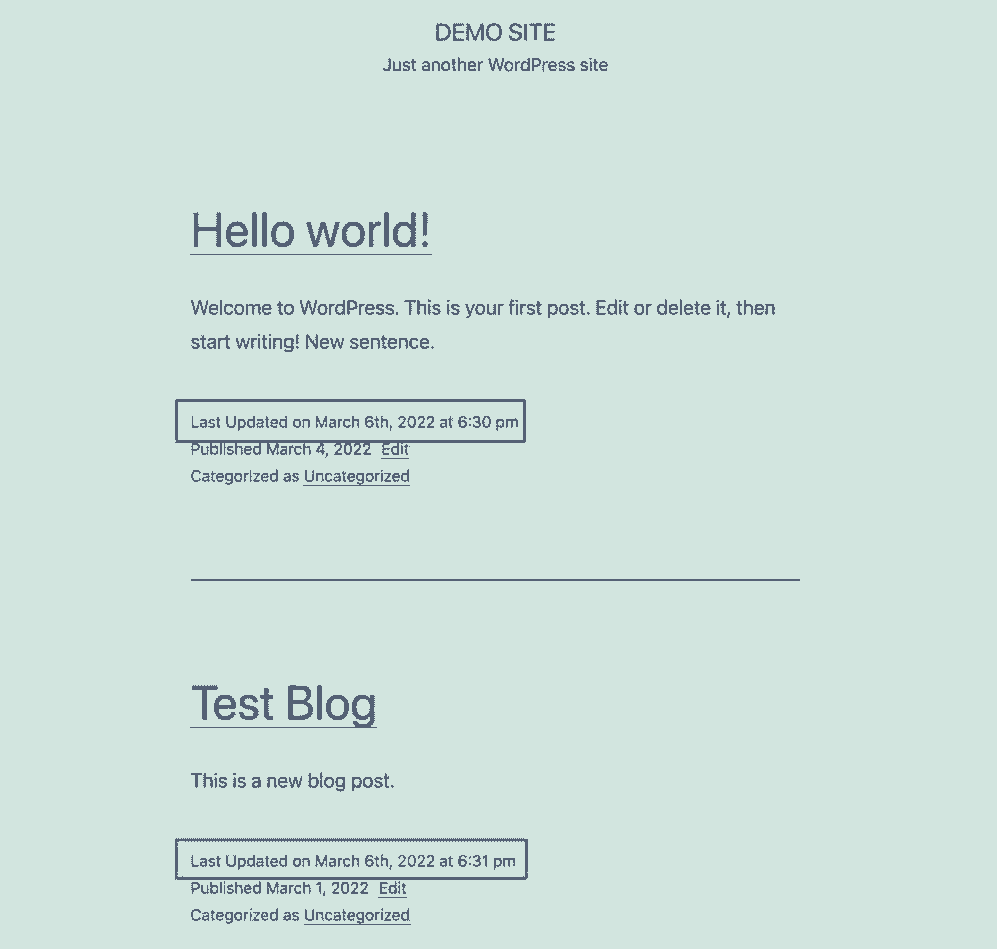 DEMO SITE
Just another WordPress site
Hello world!
Welcome to WordPress. This is your first post. Edit or delete it, then
start writing! New sentence.
Last Updated on March 6th, 2022 at 6:30 pm
Published March 4, 2022 Edit
Categorized as Uncategorized
Test Blog
This is a new blog post.
Last Updated on March 6th, 2022 at 6:31 pm
Published March 1, 2022 Edit
Categorized as Uncategorized